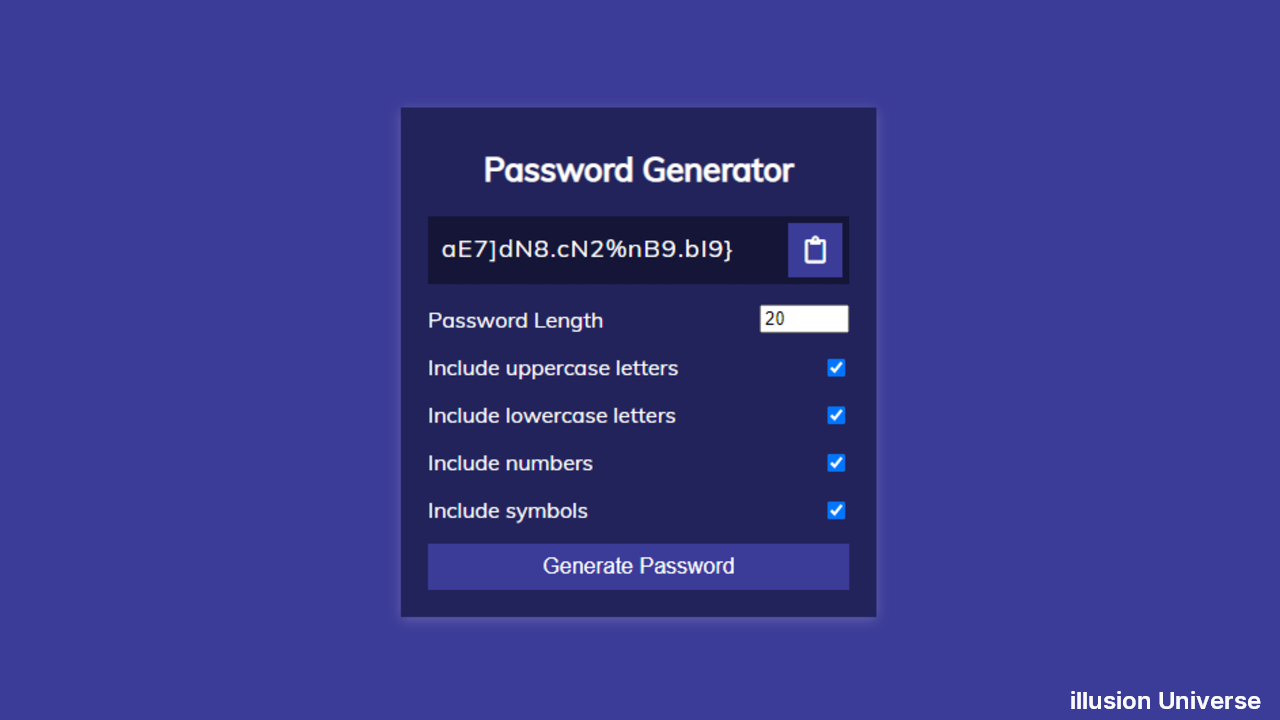 Password Generator
aE7]dN8.cN2%nB9.bI9}
Password Length 20
Include uppercase letters
Include lowercase letters
Include numbers
Include symbols
Generate Password
illusion Universe